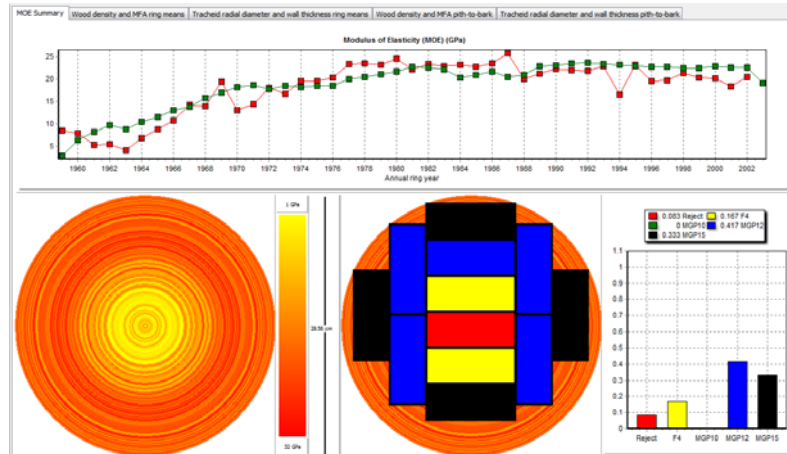 MOE Summary Wood density and MFA ring means Tracheid radial diameter and wall thickness ring means Wood density and MFA pith-to-bark Tracheid radial diameter and wall thickness pith-to-bark
Modulus of Elasticity (MOE) (GPa)
25
20
15
10
5
1960 1962 1964 1966 1968 1970 1972 1974 1976 1978 1980 1982 1984 1986 1988 1990 1992 1994 1996 1998 2000 2002
Annual ring year
1 GPa
30 GPa
0.083 Reject 0.167 F4
0 MGP10 0.417 MGP12
0.333 MGP15
1.1
1
0.9
0.8
0.7
0.6
0.5
0.4
0.3
0.2
0.1
0
Reject F4 MGP10 MGP12 MGP15